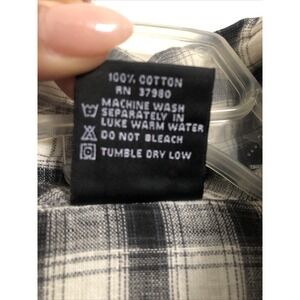 100% COTTON
RN 37980
MACHINE WASH
SEPARATELY IN
LUKE WARM WATER
DO NOT BLEACH
TUMBLE DRY LOW